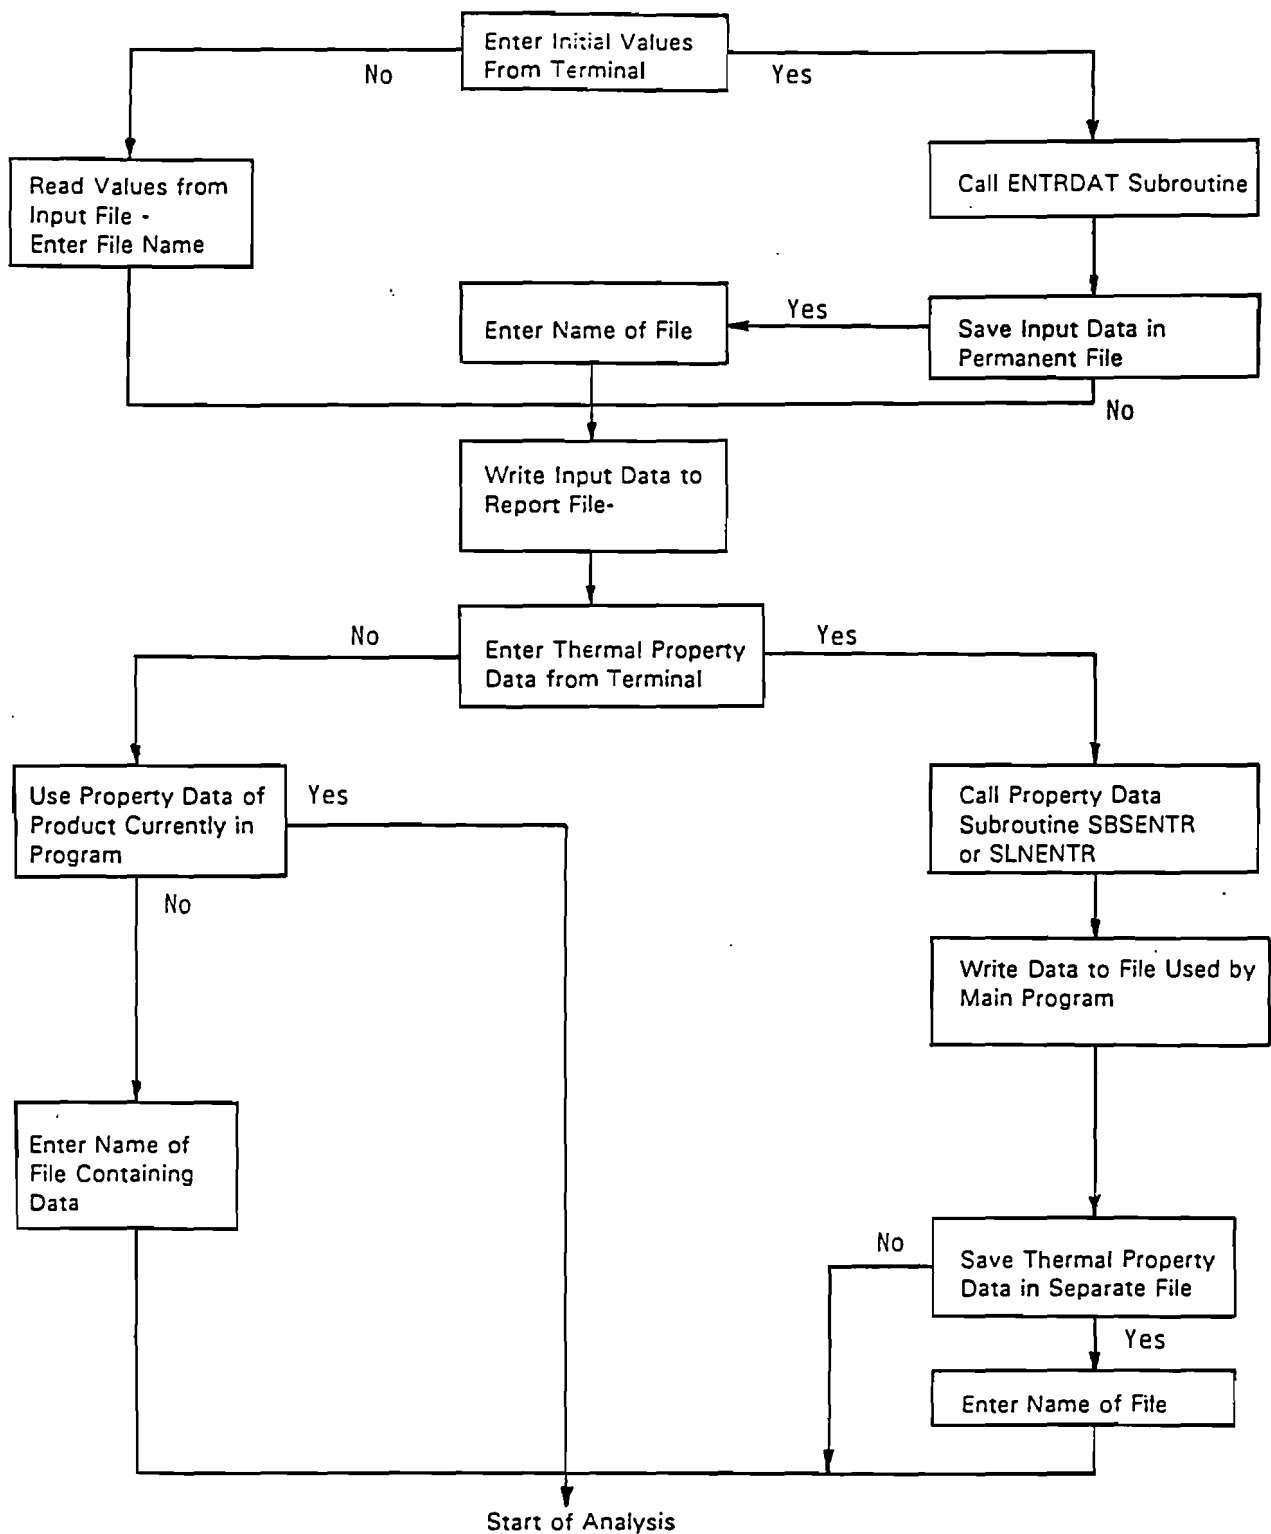 Enter Initial Values
From Terminal
No
Yes
Read Values from
Input File -
Enter File Name
Call ENTRDAT Subroutine
Enter Name of File
Yes
Save Input Data in
Permanent File
No
Write Input Data to
Report File-
No
Enter Thermal Property
Data from Terminal
Yes
Use Property Data of
Product Currently in
Program
Yes
No
Call Property Data
Subroutine SBSENTR
or SLNENTR
Write Data to File Used by
Main Program
Enter Name of
File Containing
Data
No
Save Thermal Property
Data in Separate File
Yes
Enter Name of File
Start of Analysis